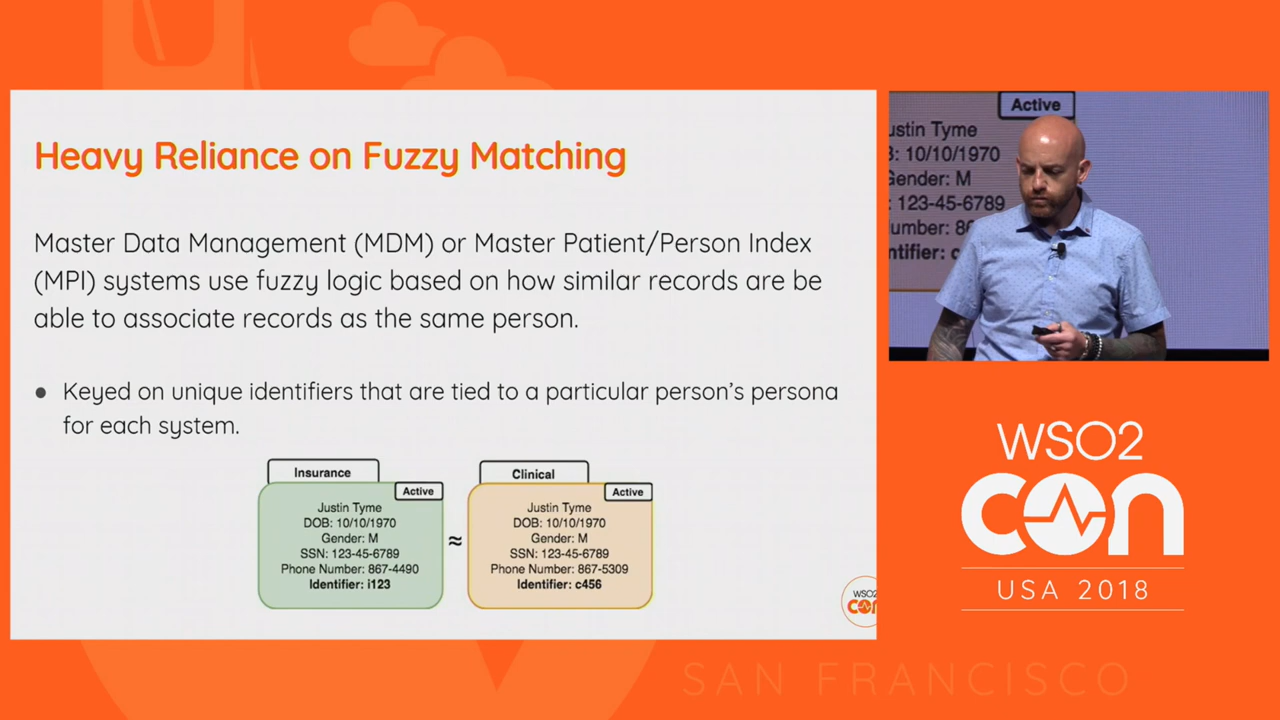 Heavy Reliance on Fuzzy Matching
Master Data Management (MDM) or Master Patient/Person Index
(MPI) systems use fuzzy logic based on how similar records are be
able to associate records as the same person.
● Keyed on unique identifiers that are tied to a particular person's persona
for each system.
Insurance
Active
Justin Tyme
DOB: 10/10/1970
Gender: M
SSN: 123-45-6789
Phone Number: 867-4490
Identifier: i123
≈
Clinical
Active
Justin Tyme
DOB: 10/10/1970
Gender: M
SSN: 123-45-6789
Phone Number: 867-5309
Identifier: c456
WSO2
con
Active
ustin Tyme
: 10/10/1970
Gender: M
: 123-45-6789
umber: 86
ntifier: c
WSO2
con
USA 2018
SAN FRANCISCO